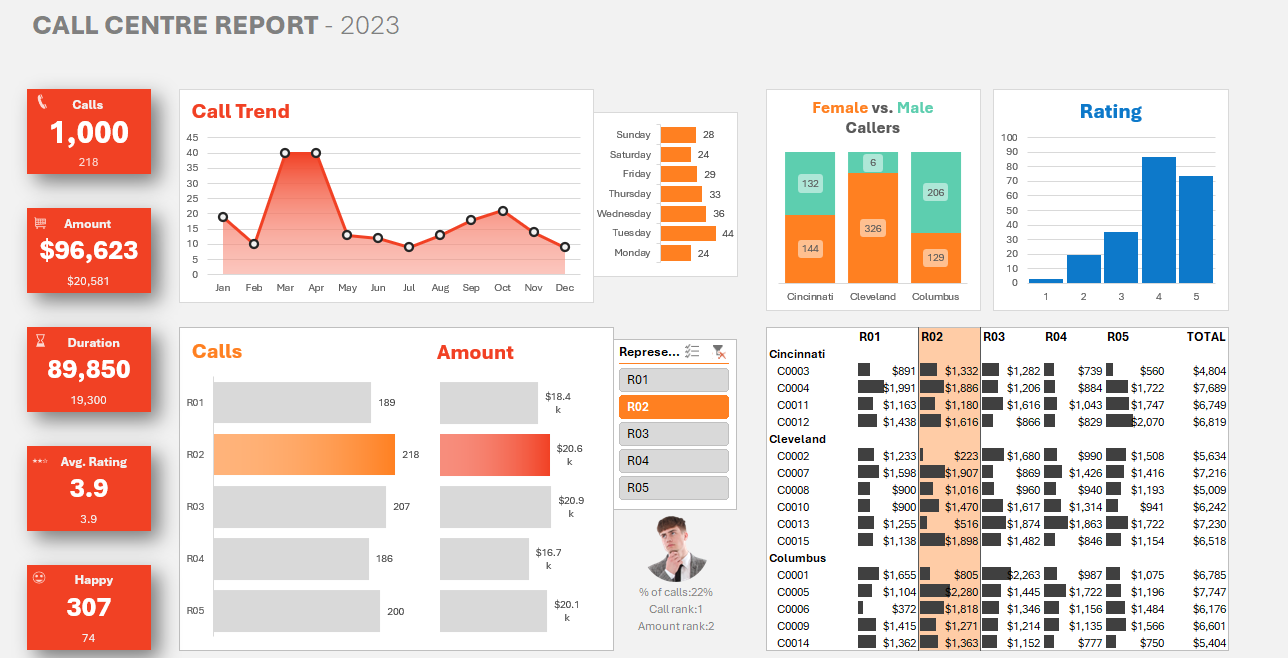 CALL CENTRE REPORT - 2023
Calls
1,000
218
Amount
$96,623
$20,581
Duration
89,850
19,300
Avg. Rating
3.9
3.9
Happy
307
74
Call Trend
45
40
35
30
25
20
15
10
5
0
Jan Feb Mar Apr May Jun Jul Aug Sep Oct Nov Dec
Sunday 28
Saturday 24
Friday 29
Thursday 33
Wednesday 36
Tuesday 44
Monday 24
Female vs. Male
Callers
132 6 206
144 326 129
Cincinnati Cleveland Columbus
Rating
100
90
80
70
60
50
40
30
20
10
0
1 2 3 4 5
Calls
R01 189
R02 218
R03 207
R04 186
R05 200
Amount
$18.4
k
$20.6
k
$20.9
k
$16.7
k
$20.1
k
Represe...
R01
R02
R03
R04
R05
% of calls:22%
Call rank:1
Amount rank:2
R01 R02 R03 R04 R05 TOTAL
Cincinnati
C0003 $891 $1,332 $1,282 $739 $560 $4,804
C0004 $1,991 $1,886 $1,206 $884 $1,722 $7,689
C0011 $1,163 $1,180 $1,616 $1,043 $1,747 $6,749
C0012 $1,438 $1,616 $866 $829 $2,070 $6,819
Cleveland
C0002 $1,233 $223 $1,680 $990 $1,508 $5,634
C0007 $1,598 $1,907 $869 $1,426 $1,416 $7,216
C0008 $900 $1,016 $960 $940 $1,193 $5,009
C0010 $900 $1,470 $1,617 $1,314 $941 $6,242
C0013 $1,255 $516 $1,874 $1,863 $1,722 $7,230
C0015 $1,138 $1,898 $1,482 $846 $1,154 $6,518
Columbus
C0001 $1,655 $805 $2,263 $987 $1,075 $6,785
C0005 $1,104 $2,280 $1,445 $1,722 $1,196 $7,747
C0006 $372 $1,818 $1,346 $1,156 $1,484 $6,176
C0009 $1,415 $1,271 $1,214 $1,135 $1,566 $6,601
C0014 $1,362 $1,363 $1,152 $777 $750 $5,404